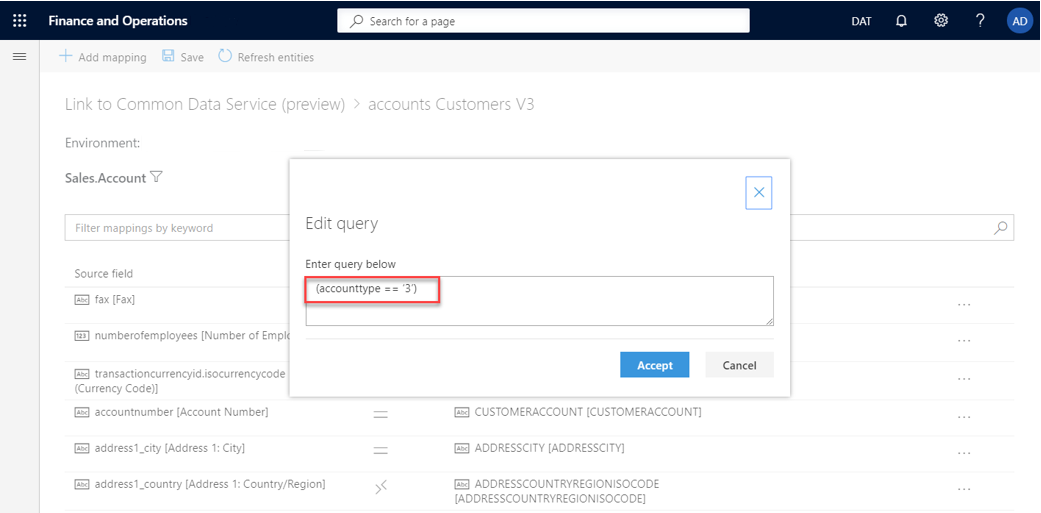 Finance and Operations
Search for a page
DAT
?
AD
Add mapping
Save
Refresh entities
Link to Common Data Service (preview) > accounts Customers V3
Environment:
Sales.Account
Filter mappings by keyword
Edit query
Enter query below
(accounttype == '3')
Accept
Cancel
Source field
Abc fax [Fax]
...
123 numberofemployees [Number of Emplo
...
Abc transactioncurrencyid.isocurrencycode
(Currency Code)]
...
Abc accountnumber [Account Number]
Abc CUSTOMERACCOUNT [CUSTOMERACCOUNT]
...
Abc address1_city [Address 1: City]
Abc ADDRESSCITY [ADDRESSCITY]
...
Abc address1_country [Address 1: Country/Region]
Abc ADDRESSCOUNTRYREGIONISOCODE
[ADDRESSCOUNTRYREGIONISOCODE]
...